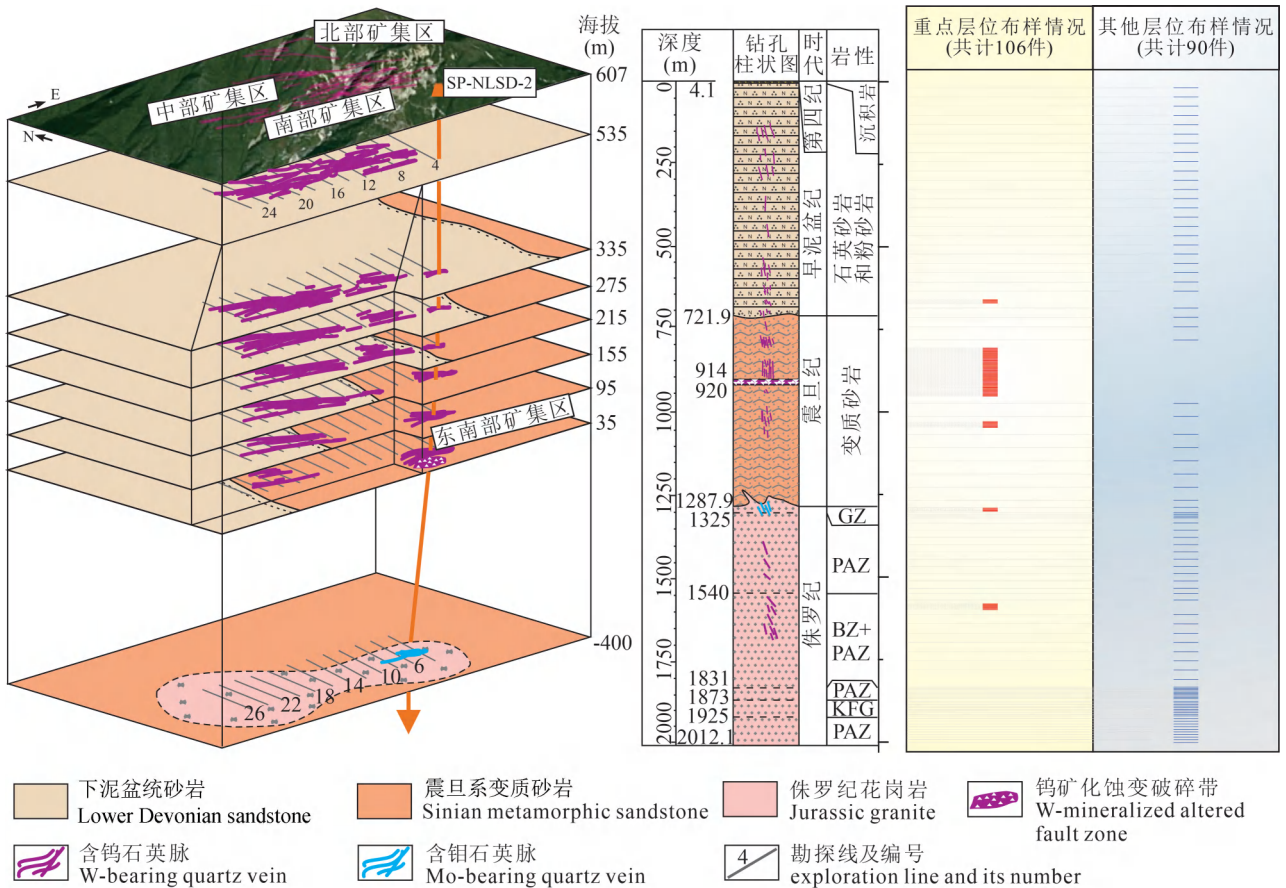 北部矿集区
中部矿集区
南部矿集区
SP-NLSD-2
E
N
海拔
(m)
607
535
335
275
215
155
95
35
-400
4
8
12
16
20
24
东南部矿集区
6
10
14
18
22
26
深度
(m)
钻孔
柱状图
时
代
岩性
0
4.1
250
500
721.9
750
914
920
1000
1250
1287.9
1325
1500
1540
1750
1831
1873
1925
2000
2012.1
第四纪
早泥盆纪
震旦纪
侏罗纪
沉积岩
石英砂岩
和粉砂岩
变质砂岩
GZ
PAZ
BZ+
PAZ
PAZ
KFG
PAZ
重点层位布样情况
(共计106件)
其他层位布样情况
(共计90件)
下泥盆统砂岩
Lower Devonian sandstone
震旦系变质砂岩
Sinian metamorphic sandstone
侏罗纪花岗岩
Jurassic granite
钨矿化蚀变破碎带
W-mineralized altered
fault zone
含钨石英脉
W-bearing quartz vein
含钼石英脉
Mo-bearing quartz vein
4
勘探线及编号
exploration line and its number